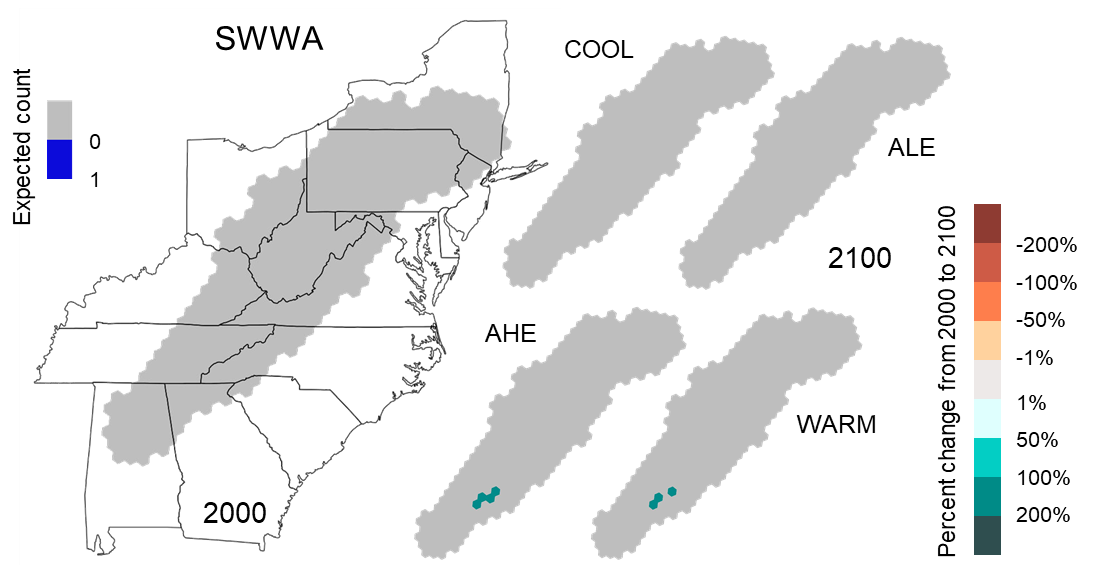 SWWA
Expected count
0
1
2000
COOL
ALE
2100
AHE
WARM
Percent change from 2000 to 2100
-200%
-100%
-50%
-1%
1%
50%
100%
200%